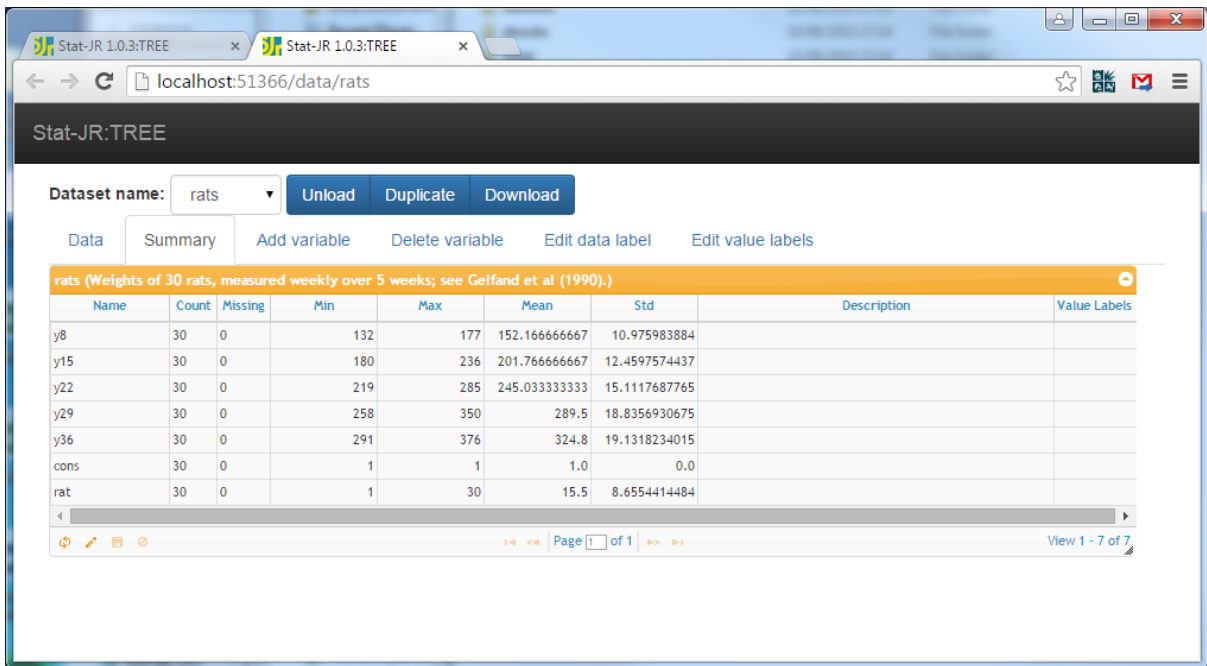 Stat-JR 1.0.3:TREE
Stat-JR 1.0.3:TREE
localhost:51366/data/rats
Stat-JR:TREE
Dataset name: rats Unload Duplicate Download
Data Summary Add variable Delete variable Edit data label Edit value labels
rats (Weights of 30 rats, measured weekly over 5 weeks; see Gelfand et al (1990).)
Name Count Missing Min Max Mean Std Description Value Labels
y8 30 0 132 177 152.166666667 10.975983884
y15 30 0 180 236 201.766666667 12.4597574437
y22 30 0 219 285 245.033333333 15.1117687765
y29 30 0 258 350 289.5 18.8356930675
y36 30 0 291 376 324.8 19.1318234015
cons 30 0 1 1 1.0 0.0
rat 30 0 1 30 15.5 8.6554414484
Page 1 of 1 View 1 - 7 of 7